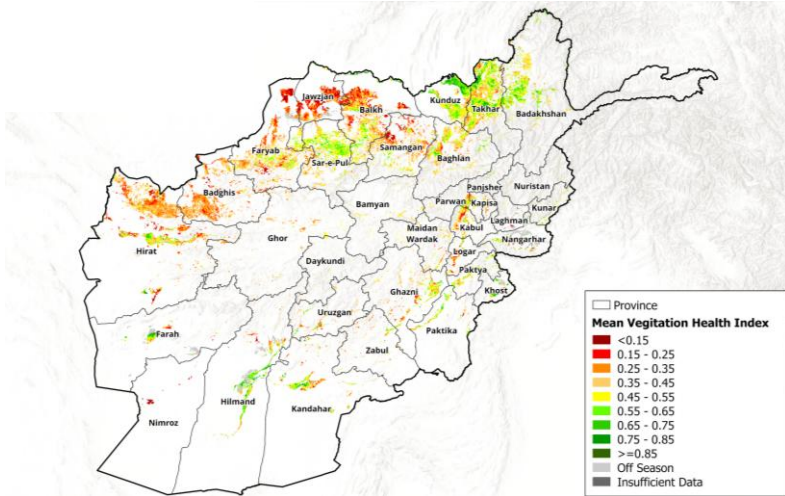 Jawzjan
Balkh
Kunduz
Takhar
Badakhshan
Faryab
Sar-e-Pul
Samangan
Baghlan
Badghis
Bamyan
Panjsher
Nuristan
Parwan
Kapisa
Kunar
Laghman
Hirat
Ghor
Maidan
Wardak
Kabul
Nangarhar
Daykundi
Logar
Paktya
Ghazni
Khost
Uruzgan
Farah
Paktika
Zabul
Hilmand
Kandahar
Nimroz
Province
Mean Vegitation Health Index
<0.15
0.15 - 0.25
0.25 - 0.35
0.35 - 0.45
0.45 - 0.55
0.55 - 0.65
0.65 - 0.75
0.75 - 0.85
>=0.85
Off Season
Insufficient Data